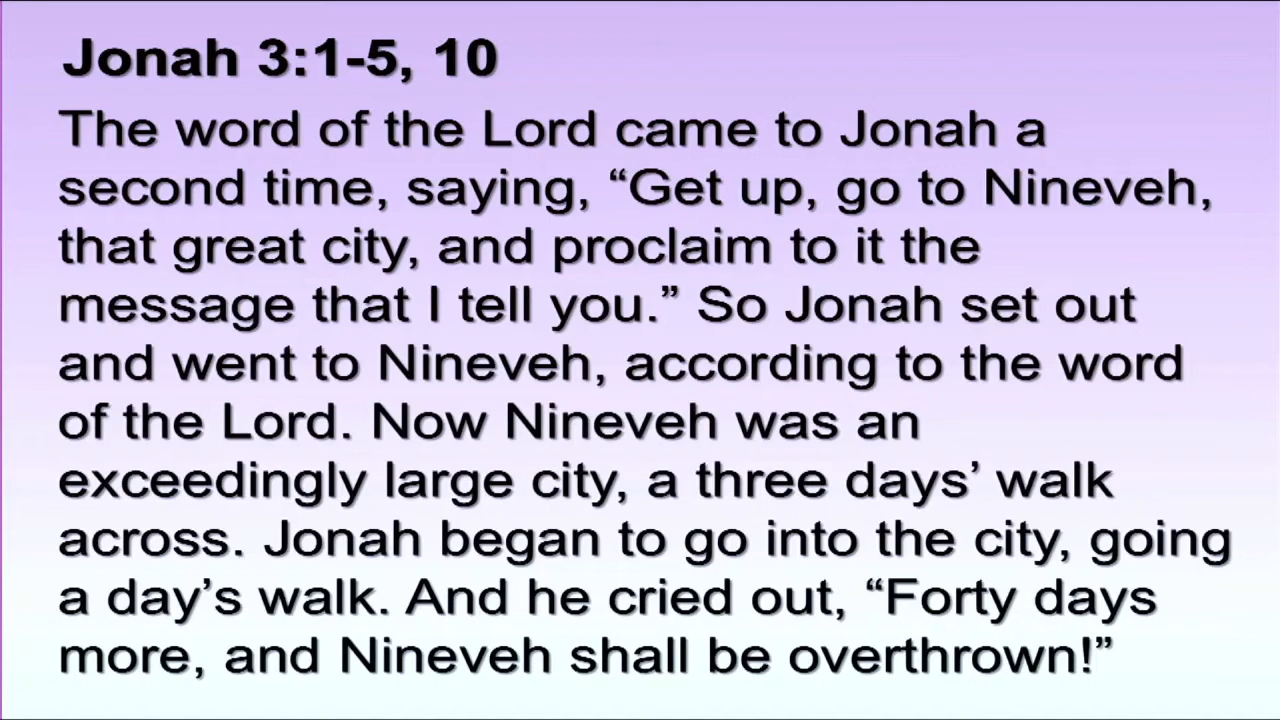 Jonah 3:1-5, 10
The word of the Lord came to Jonah a
second time, saying, “Get up, go to Nineveh,
that great city, and proclaim to it the
message that I tell you.” So Jonah set out
and went to Nineveh, according to the word
of the Lord. Now Nineveh was an
exceedingly large city, a three days’ walk
across. Jonah began to go into the city, going
a day’s walk. And he cried out, “Forty days
more, and Nineveh shall be overthrown!”